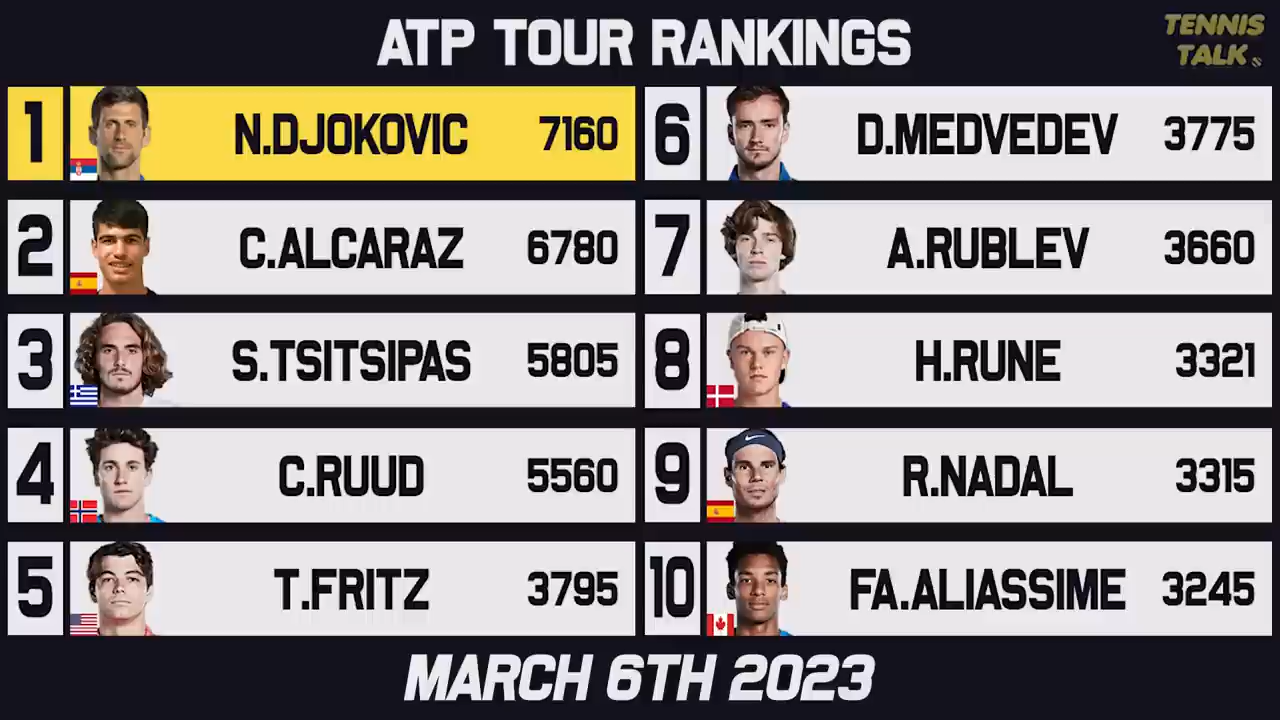 ATP TOUR RANKINGS
TENNIS
TALK
1 N.DJOKOVIC 7160
2 C.ALCARAZ 6780
3 S.TSITSIPAS 5805
4 C.RUUD 5560
5 T.FRITZ 3795
6 D.MEDVEDEV 3775
7 A.RUBLEV 3660
8 H.RUNE 3321
9 R.NADAL 3315
10 FA.ALIASSIME 3245
MARCH 6TH 2023